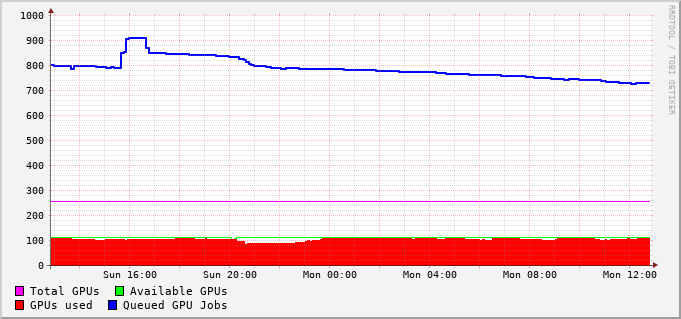 1000
900
800
700
600
500
400
300
200
100
0
Sun 16:00 Sun 20:00 Mon 00:00 Mon 04:00 Mon 08:00 Mon 12:00
Total GPUs Available GPUs
GPUs used Queued GPU Jobs
RRDTOOL / TOBI OETIKER